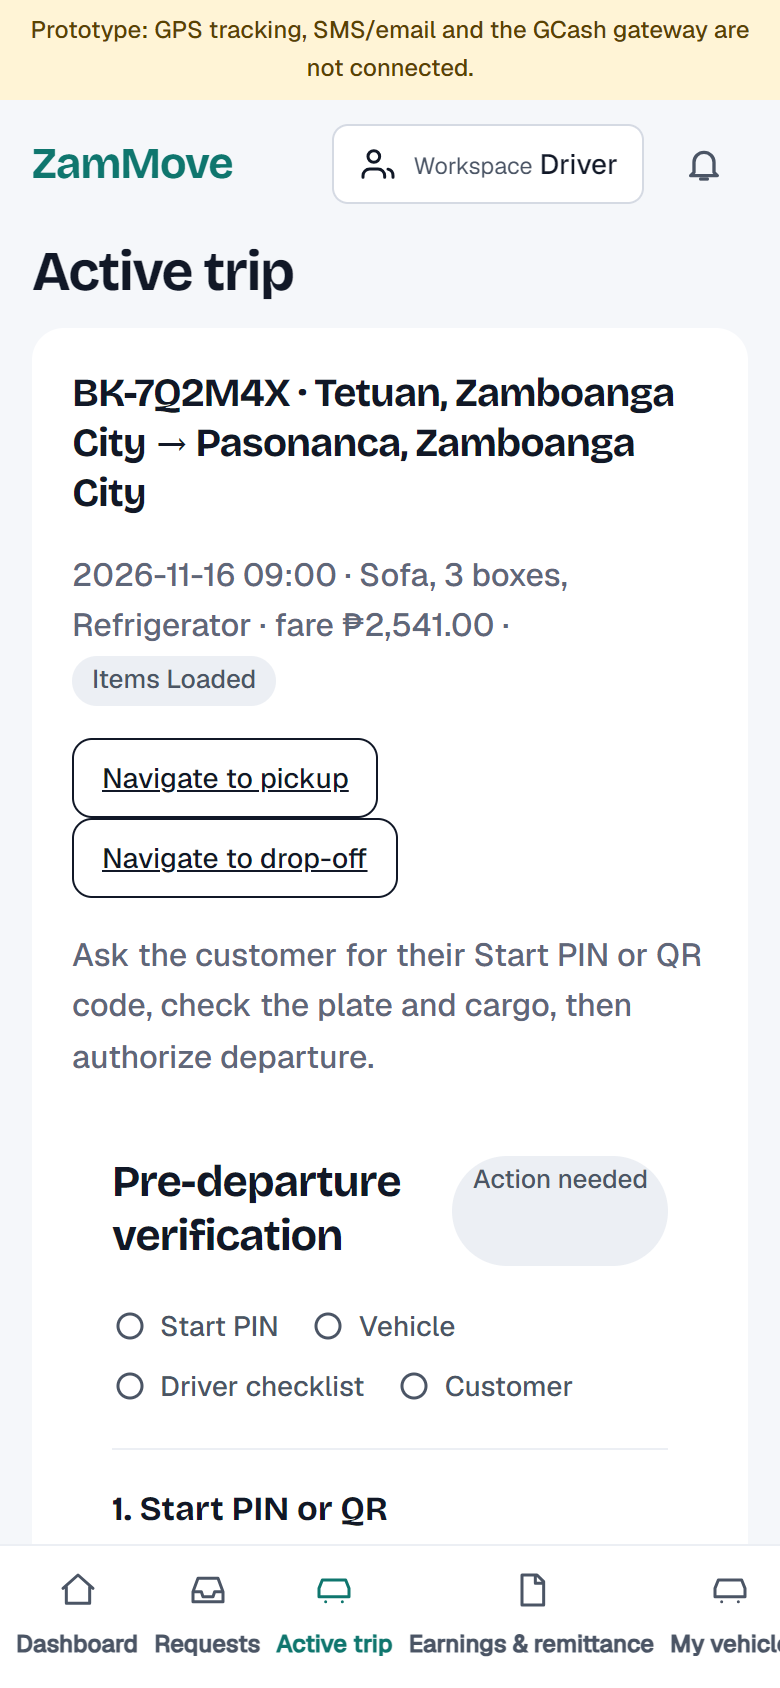 Prototype: GPS tracking, SMS/email and the GCash gateway are
not connected.
ZamMove
Workspace Driver
Active trip
BK-7Q2M4X · Tetuan, Zamboanga
City → Pasonanca, Zamboanga
City
2026-11-16 09:00 · Sofa, 3 boxes,
Refrigerator · fare ₱2,541.00 ·
Items Loaded
Navigate to pickup
Navigate to drop-off
Ask the customer for their Start PIN or QR
code, check the plate and cargo, then
authorize departure.
Pre-departure
verification
Action needed
Start PIN
Vehicle
Driver checklist
Customer
1. Start PIN or QR
Dashboard
Requests
Active trip
Earnings & remittance
My vehicle